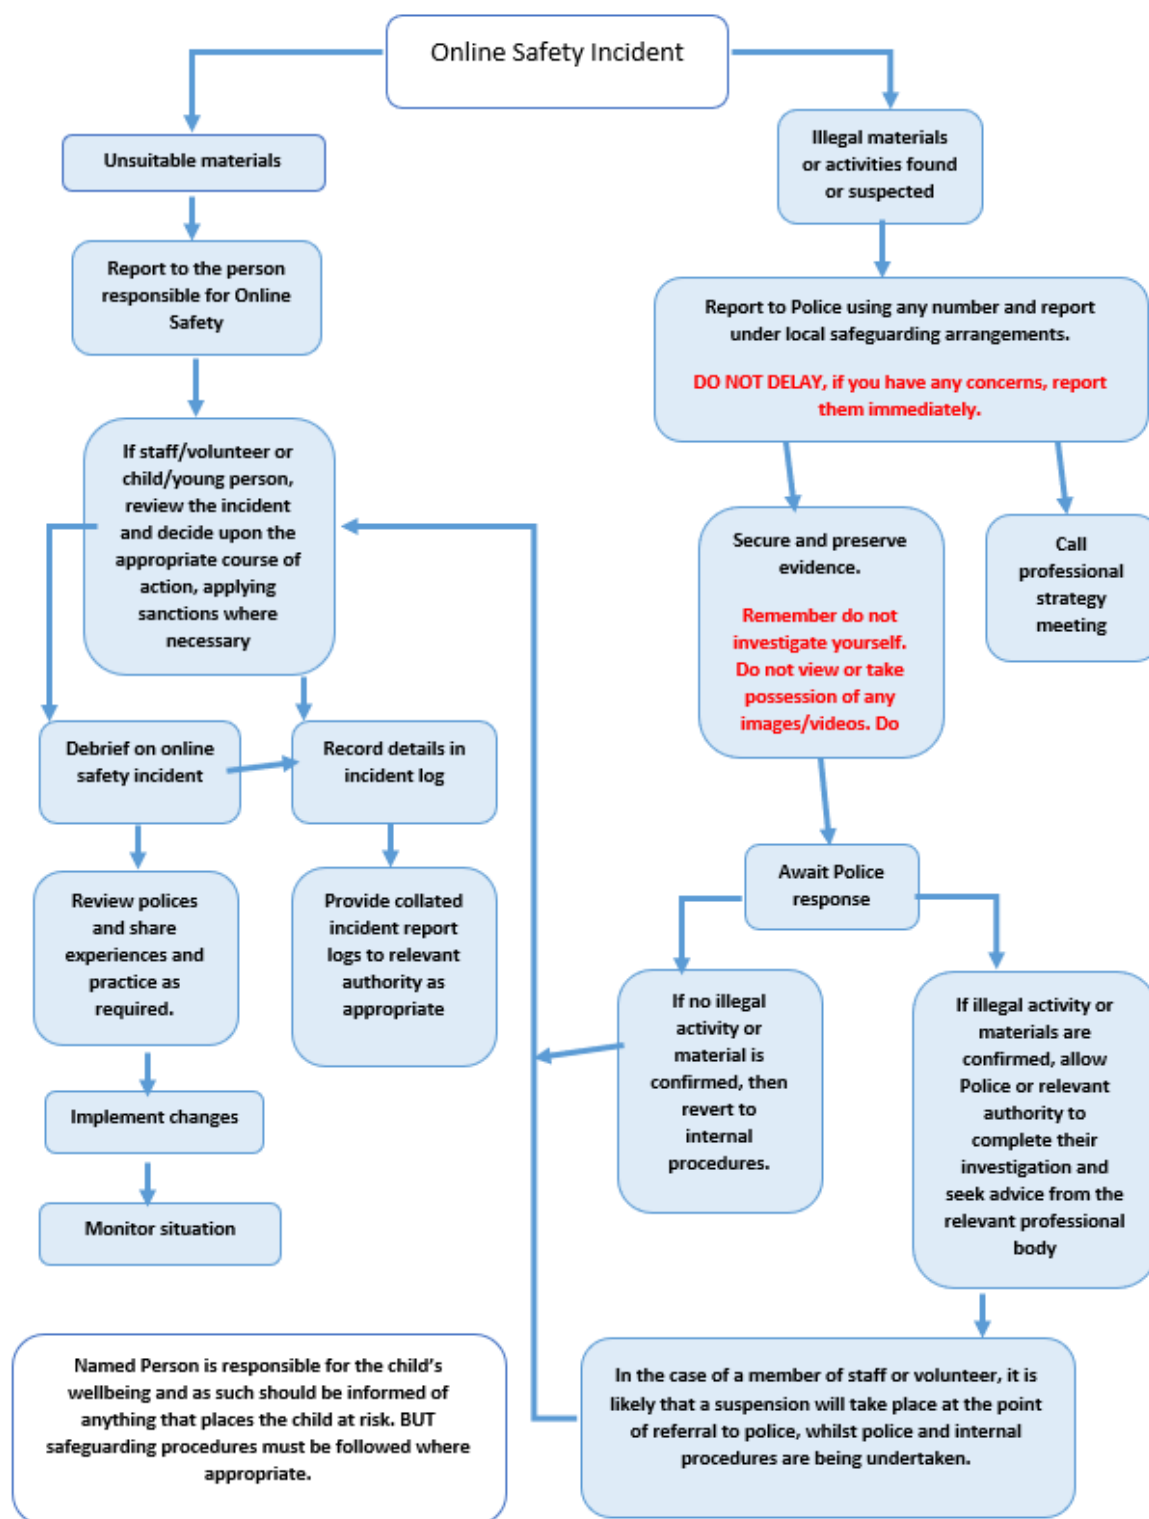 Online Safety Incident
Unsuitable materials
Report to the person
responsible for Online
Safety
If staff/volunteer or
child/young person,
review the incident
and decide upon the
appropriate course of
action, applying
sanctions where
necessary
Debrief on online
safety incident
Record details in
incident log
Review polices
and share
experiences and
practice as
required.
Provide collated
incident report
logs to relevant
authority as
appropriate
Implement changes
Monitor situation
Illegal materials
or activities found
or suspected
Report to Police using any number and report
under local safeguarding arrangements.
DO NOT DELAY, if you have any concerns, report
them immediately.
Secure and preserve
evidence.
Remember do not
investigate yourself.
Do not view or take
possession of any
images/videos. Do
Call
professional
strategy
meeting
Await Police
response
If no illegal
activity or
material is
confirmed, then
revert to
internal
procedures.
If illegal activity or
materials are
confirmed, allow
Police or relevant
authority to
complete their
investigation and
seek advice from the
relevant professional
body
In the case of a member of staff or volunteer, it is
likely that a suspension will take place at the point
of referral to police, whilst police and internal
procedures are being undertaken.
Named Person is responsible for the child’s
wellbeing and as such should be informed of
anything that places the child at risk. BUT
safeguarding procedures must be followed where
appropriate.